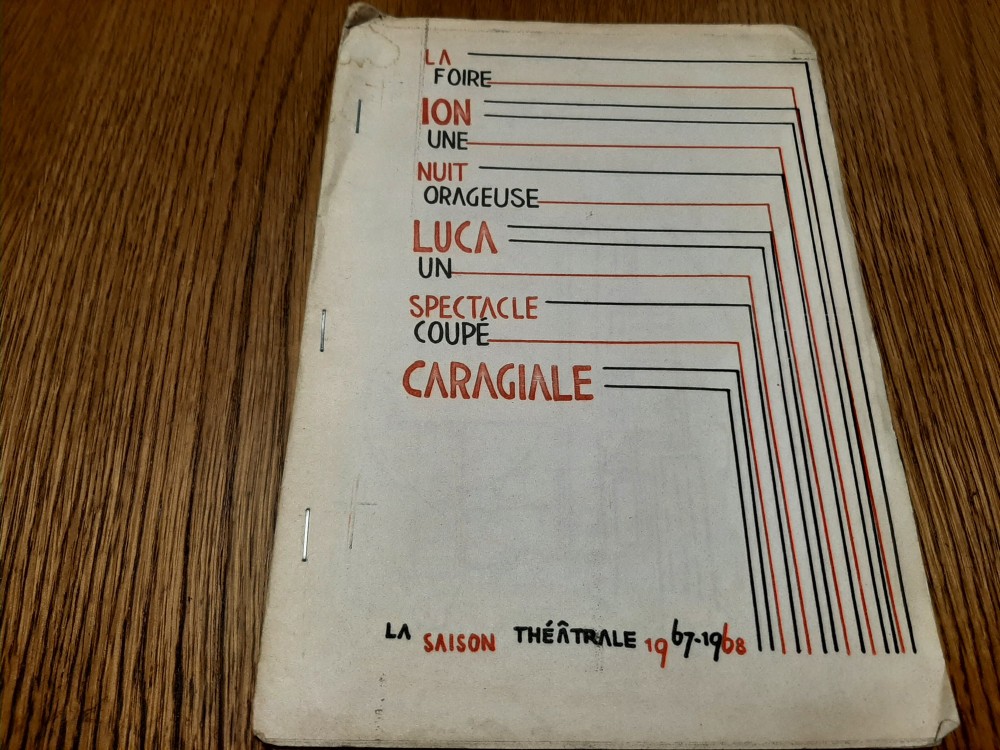 LA
FOIRE
ION
UNE
NUIT
ORAGEUSE
LUCA
UN
SPECTACLE
COUPÉ
CARAGIALE
LA SAISON THÉÂTRALE 1967-1968